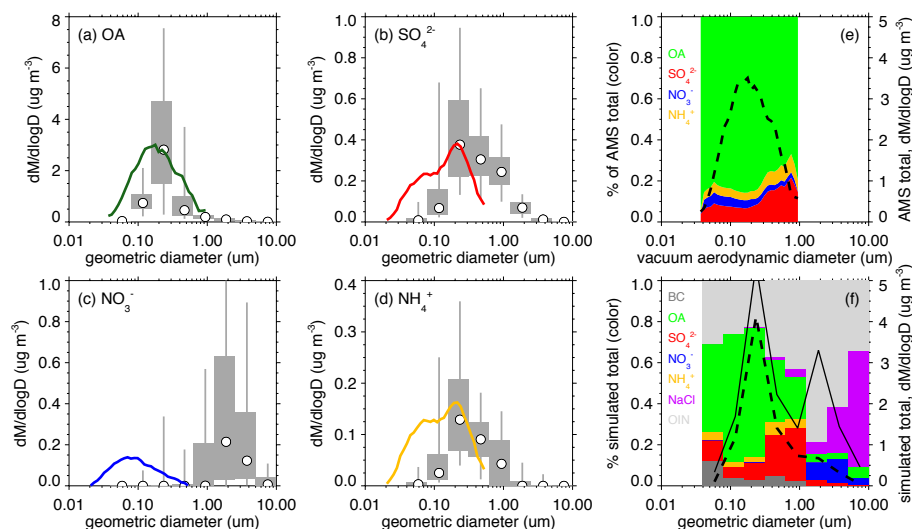 (a) OA
dM/dlogD (ug m-3)
8
6
4
2
0
0.01 0.10 1.00 10.00
geometric diameter (um)
(b) SO4 2-
dM/dlogD (ug m-3)
1.0
0.8
0.6
0.4
0.2
0.0
0.01 0.10 1.00 10.00
geometric diameter (um)
(e)
% of AMS total (color)
1.0
0.8
0.6
0.4
0.2
0.0
OA
SO4 2-
NO3 -
NH4 +
0.01 0.10 1.00 10.00
vacuum aerodynamic diameter (um)
5
4
3
2
1
0
AMS total, dM/dlogD (ug m-3)
(c) NO3 -
dM/dlogD (ug m-3)
1.0
0.8
0.6
0.4
0.2
0.0
0.01 0.10 1.00 10.00
geometric diameter (um)
(d) NH4 +
dM/dlogD (ug m-3)
0.4
0.3
0.2
0.1
0.0
0.01 0.10 1.00 10.00
geometric diameter (um)
(f)
% simulated total (color)
1.0
0.8
0.6
0.4
0.2
0.0
BC
OA
SO4 2-
NO3 -
NH4 +
NaCl
OIN
0.01 0.10 1.00 10.00
geometric diameter (um)
5
4
3
2
1
0
simulated total, dM/dlogD (ug m-3)